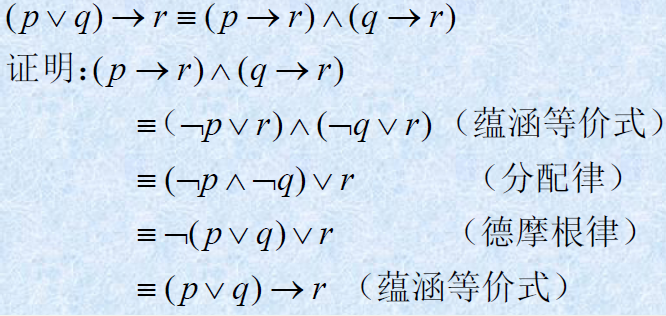 (p∨q)→r≡(p→r)∧(q→r)
证明:(p→r)∧(q→r)
≡(¬p∨r)∧(¬q∨r)（蕴涵等价式）
≡(¬p∧¬q)∨r （分配律）
≡¬(p∨q)∨r （德摩根律）
≡(p∨q)→r （蕴涵等价式）